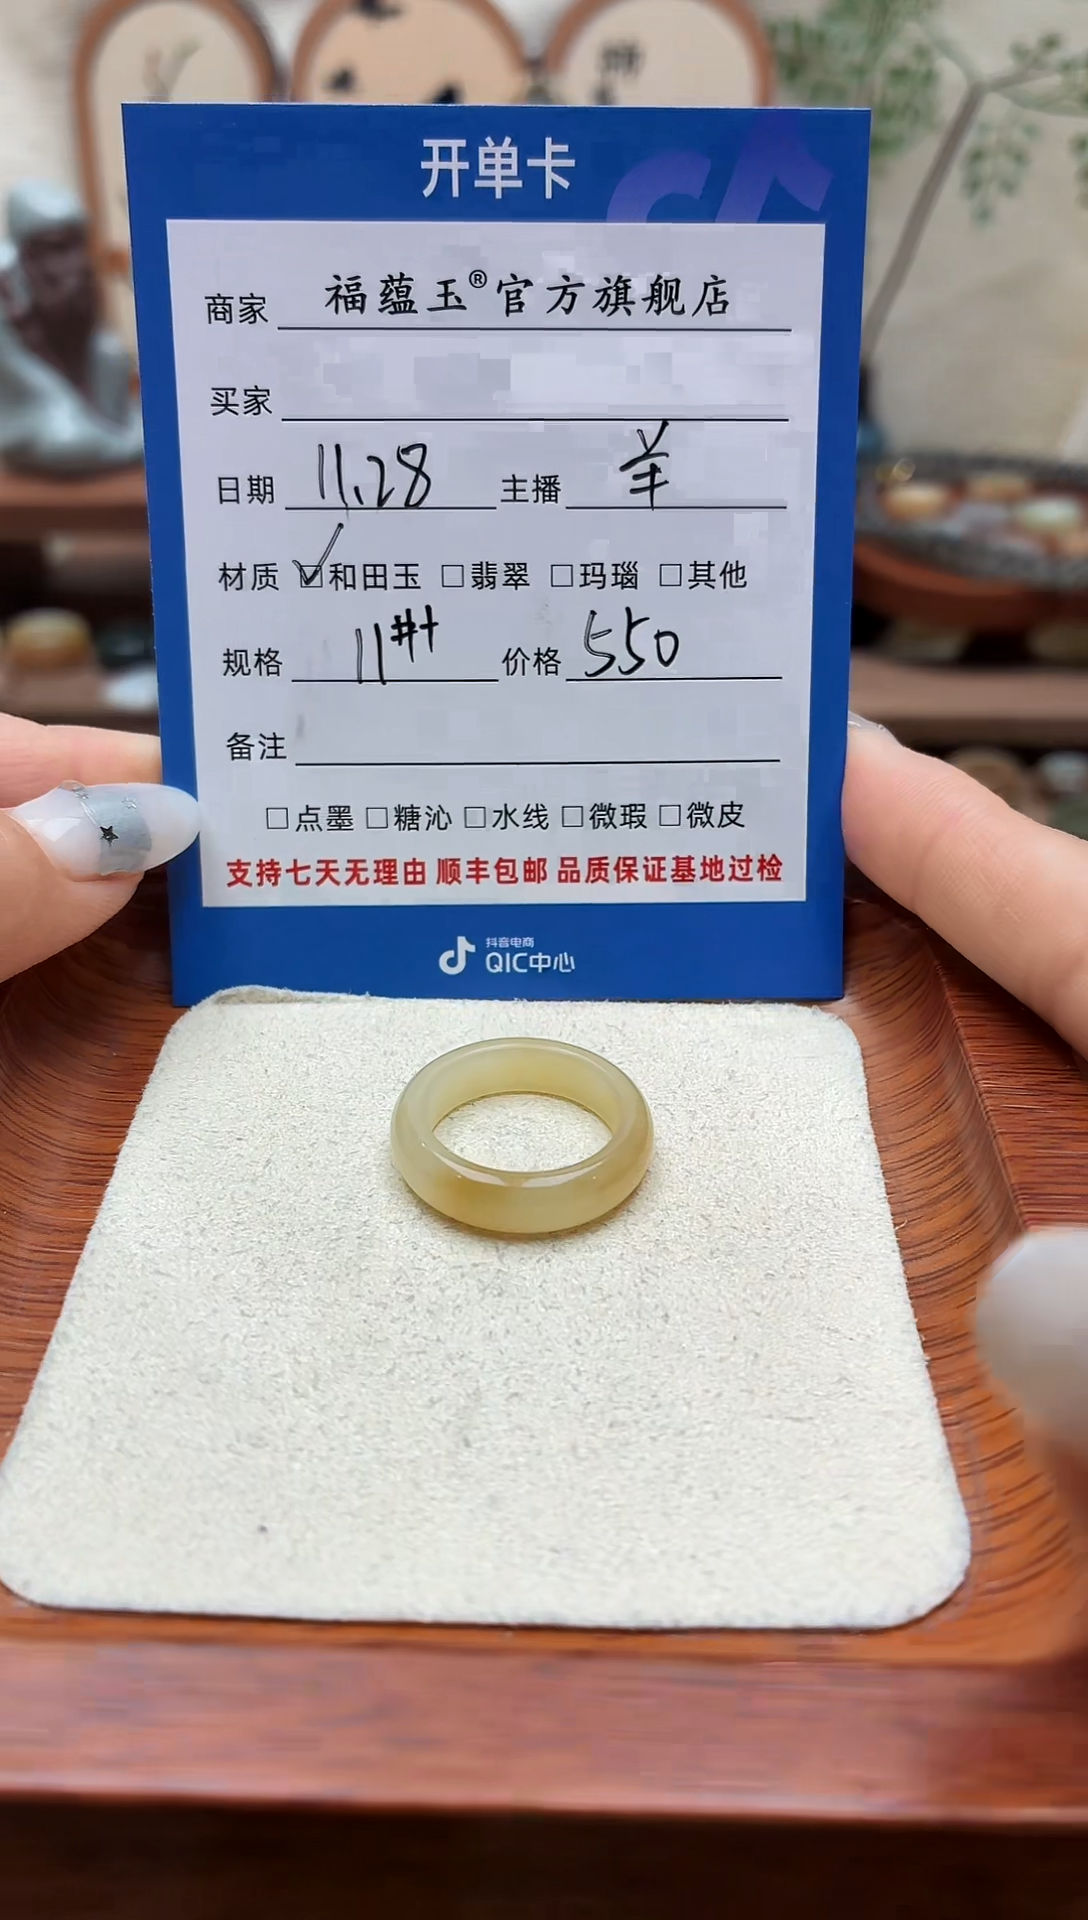 开单卡
商家 福蕴玉®官方旗舰店
买家
日期 11.28 主播 羊
材质 ☑和田玉 □翡翠 □玛瑙 □其他
规格 11#+ 价格 550
备注
□点墨 □糖沁 □水线 □微瑕 □微皮
支持七天无理由 顺丰包邮 品质保证基地过检
抖音电商
QIC中心